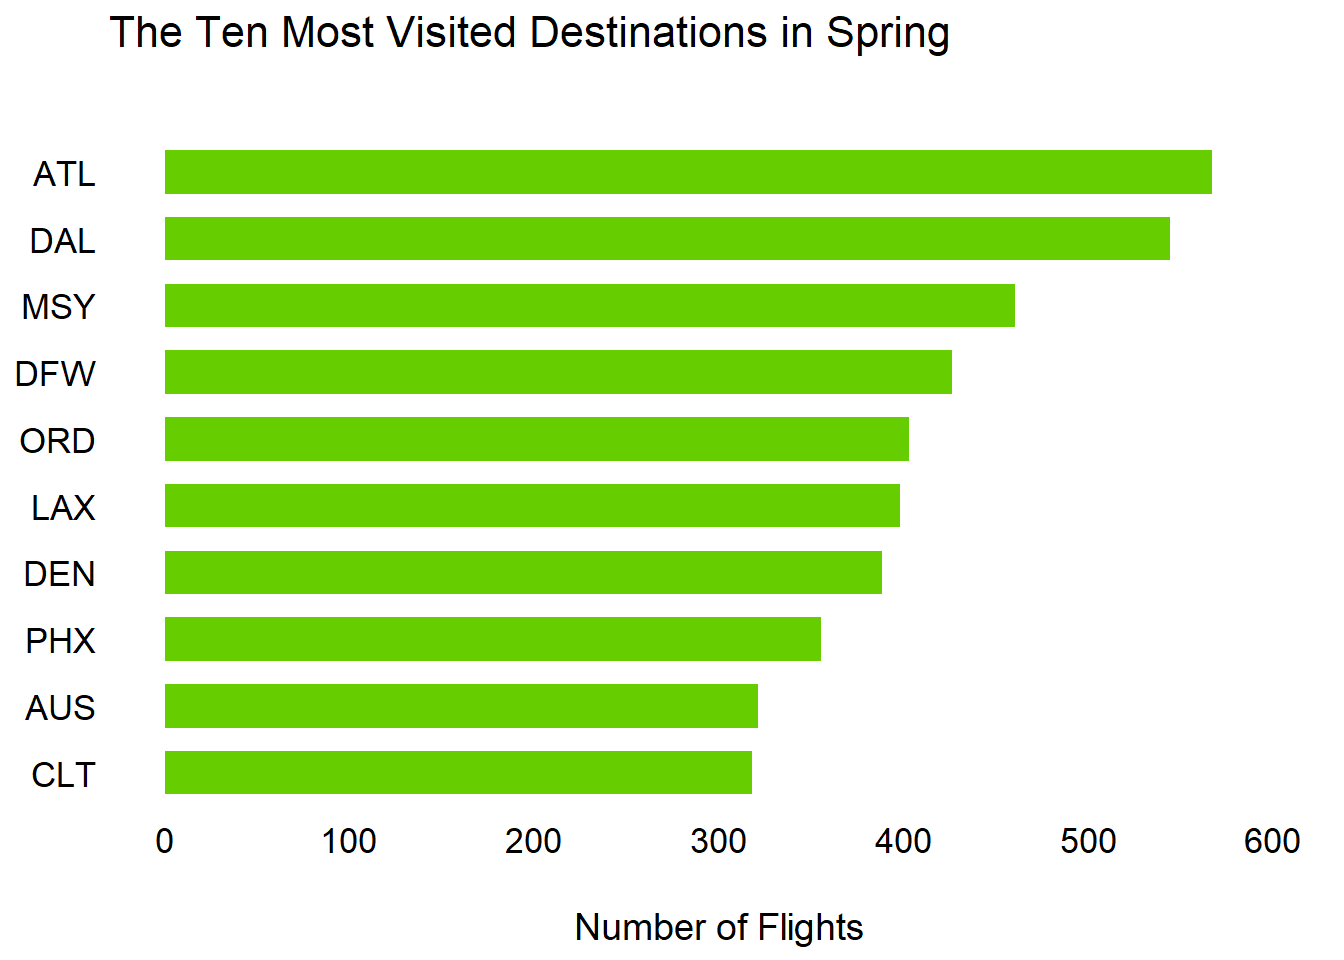 The Ten Most Visited Destinations in Spring
ATL
DAL
MSY
DFW
ORD
LAX
DEN
PHX
AUS
CLT
0 100 200 300 400 500 600
Number of Flights